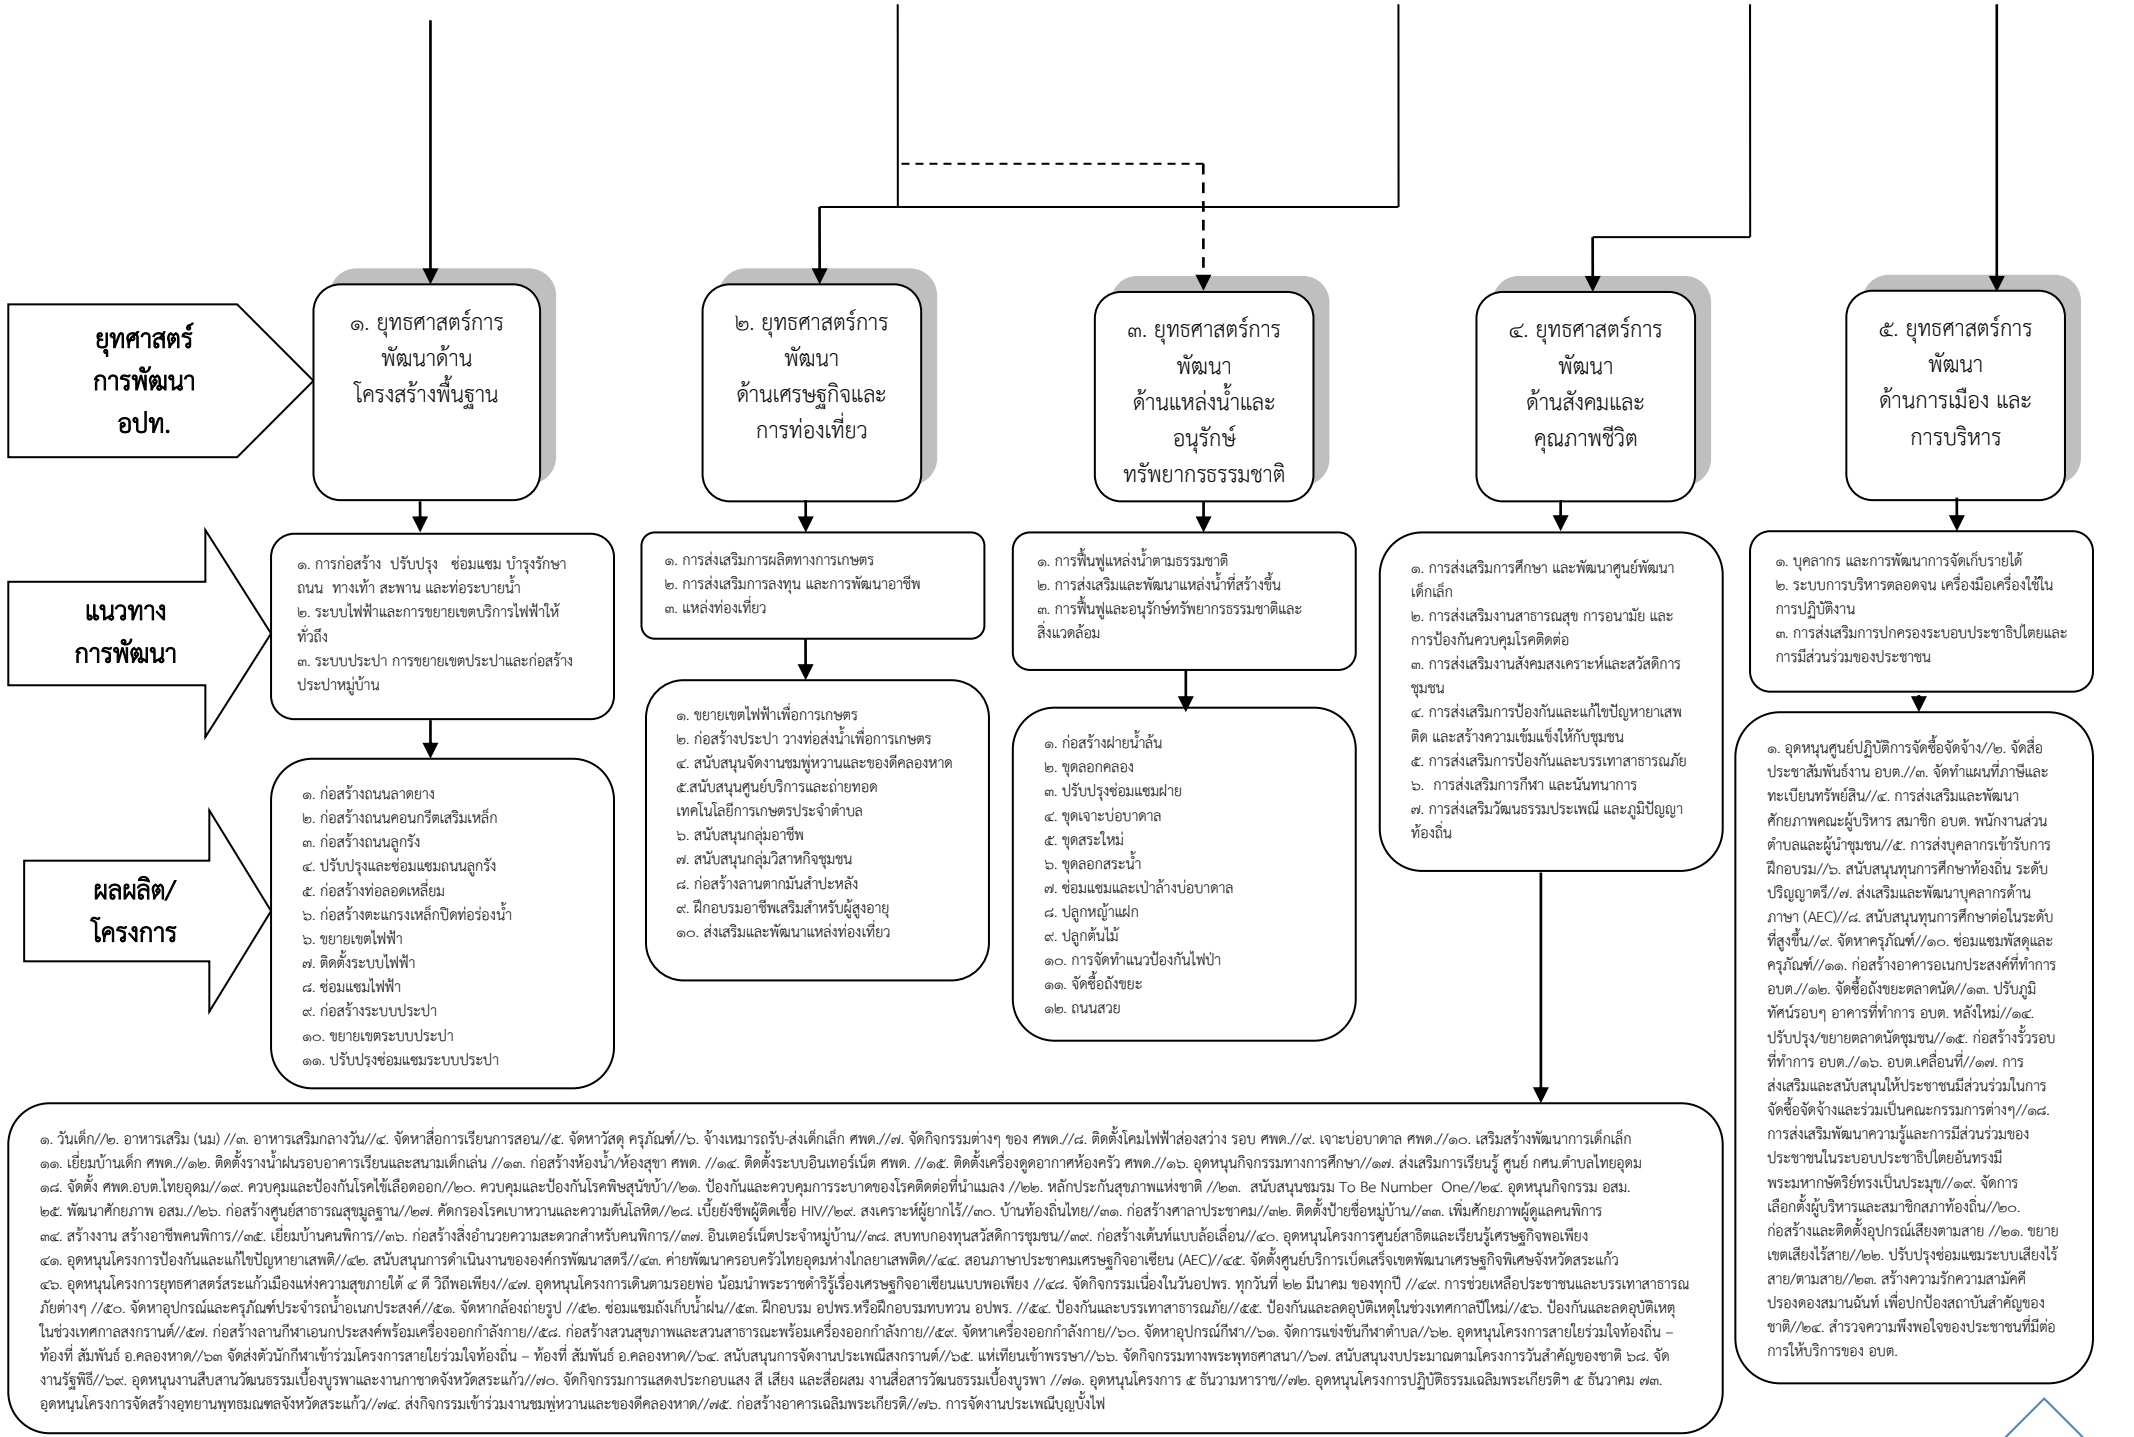 ยุทศาสตร์
การพัฒนา
อปท.
๑. ยุทธศาสตร์การ
พัฒนาด้าน
โครงสร้างพื้นฐาน
๒. ยุทธศาสตร์การ
พัฒนา
ด้านเศรษฐกิจและ
การท่องเที่ยว
๓. ยุทธศาสตร์การ
พัฒนา
ด้านแหล่งน้ำและ
อนุรักษ์
ทรัพยากรธรรมชาติ
๔. ยุทธศาสตร์การ
พัฒนา
ด้านสังคมและ
คุณภาพชีวิต
๕. ยุทธศาสตร์การ
พัฒนา
ด้านการเมือง และ
การบริหาร
แนวทาง
การพัฒนา
๑. การก่อสร้าง ปรับปรุง ซ่อมแซม บำรุงรักษา
ถนน ทางเท้า สะพาน และท่อระบายน้ำ
๒. ระบบไฟฟ้าและการขยายเขตบริการไฟฟ้าให้
ทั่วถึง
๓. ระบบประปา การขยายเขตประปาและก่อสร้าง
ประปาหมู่บ้าน
๑. การส่งเสริมการผลิตทางการเกษตร
๒. การส่งเสริมการลงทุน และการพัฒนาอาชีพ
๓. แหล่งท่องเที่ยว
๑. การฟื้นฟูแหล่งน้ำตามธรรมชาติ
๒. การส่งเสริมและพัฒนาแหล่งน้ำที่สร้างขึ้น
๓. การฟื้นฟูและอนุรักษ์ทรัพยากรธรรมชาติและ
สิ่งแวดล้อม
๑. การส่งเสริมการศึกษา และพัฒนาศูนย์พัฒนา
เด็กเล็ก
๒. การส่งเสริมงานสาธารณสุข การอนามัย และ
การป้องกันควบคุมโรคติดต่อ
๓. การส่งเสริมงานสังคมสงเคราะห์และสวัสดิการ
ชุมชน
๔. การส่งเสริมการป้องกันและแก้ไขปัญหายาเสพ
ติด และสร้างความเข้มแข็งให้กับชุมชน
๕. การส่งเสริมการป้องกันและบรรเทาสาธารณภัย
๖. การส่งเสริมการกีฬา และนันทนาการ
๗. การส่งเสริมวัฒนธรรมประเพณี และภูมิปัญญา
ท้องถิ่น
๑. บุคลากร และการพัฒนาการจัดเก็บรายได้
๒. ระบบการบริหารตลอดจน เครื่องมือเครื่องใช้ใน
การปฏิบัติงาน
๓. การส่งเสริมการปกครองระบอบประชาธิปไตยและ
การมีส่วนร่วมของประชาชน
ผลผลิต/
โครงการ
๑. ก่อสร้างถนนลาดยาง
๒. ก่อสร้างถนนคอนกรีตเสริมเหล็ก
๓. ก่อสร้างถนนลูกรัง
๔. ปรับปรุงและซ่อมแซมถนนลูกรัง
๕. ก่อสร้างท่อลอดเหลี่ยม
๖. ก่อสร้างตะแกรงเหล็กปิดท่อร่องน้ำ
๖. ขยายเขตไฟฟ้า
๗. ติดตั้งระบบไฟฟ้า
๘. ซ่อมแซมไฟฟ้า
๙. ก่อสร้างระบบประปา
๑๐. ขยายเขตระบบประปา
๑๑. ปรับปรุงซ่อมแซมระบบประปา
๑. ขยายเขตไฟฟ้าเพื่อการเกษตร
๒. ก่อสร้างประปา วางท่อส่งน้ำเพื่อการเกษตร
๔. สนับสนุนจัดงานชมพู่หวานและของดีคลองหาด
๕.สนับสนุนศูนย์บริการและถ่ายทอด
เทคโนโลยีการเกษตรประจำตำบล
๖. สนับสนุนกลุ่มอาชีพ
๗. สนับสนุนกลุ่มวิสาหกิจชุมชน
๘. ก่อสร้างลานตากมันสำปะหลัง
๙. ฝึกอบรมอาชีพเสริมสำหรับผู้สูงอายุ
๑๐. ส่งเสริมและพัฒนาแหล่งท่องเที่ยว
๑. ก่อสร้างฝายน้ำล้น
๒. ขุดลอกคลอง
๓. ปรับปรุงซ่อมแซมฝาย
๔. ขุดเจาะบ่อบาดาล
๕. ขุดสระใหม่
๖. ขุดลอกสระน้ำ
๗. ซ่อมแซมและเป่าล้างบ่อบาดาล
๘. ปลูกหญ้าแฝก
๙. ปลูกต้นไม้
๑๐. การจัดทำแนวป้องกันไฟป่า
๑๑. จัดซื้อถังขยะ
๑๒. ถนนสวย
๑. อุดหนุนศูนย์ปฏิบัติการจัดซื้อจัดจ้าง//๒. จัดสื่อ
ประชาสัมพันธ์งาน อบต.//๓. จัดทำแผนที่ภาษีและ
ทะเบียนทรัพย์สิน//๔. การส่งเสริมและพัฒนา
ศักยภาพคณะผู้บริหาร สมาชิก อบต. พนักงานส่วน
ตำบลและผู้นำชุมชน//๕. การส่งบุคลากรเข้ารับการ
ฝึกอบรม//๖. สนับสนุนทุนการศึกษาท้องถิ่น ระดับ
ปริญญาตรี//๗. ส่งเสริมและพัฒนาบุคลากรด้าน
ภาษา (AEC)//๘. สนับสนุนทุนการศึกษาต่อในระดับ
ที่สูงขึ้น//๙. จัดหาครุภัณฑ์//๑๐. ซ่อมแซมพัสดุและ
ครุภัณฑ์//๑๑. ก่อสร้างอาคารอเนกประสงค์ที่ทำการ
อบต.//๑๒. จัดซื้อถังขยะตลาดนัด//๑๓. ปรับภูมิ
ทัศน์รอบๆ อาคารที่ทำการ อบต. หลังใหม่//๑๔.
ปรับปรุง/ขยายตลาดนัดชุมชน//๑๕. ก่อสร้างรั้วรอบ
ที่ทำการ อบต.//๑๖. อบต.เคลื่อนที่//๑๗. การ
ส่งเสริมและสนับสนุนให้ประชาชนมีส่วนร่วมในการ
จัดซื้อจัดจ้างและร่วมเป็นคณะกรรมการต่างๆ//๑๘.
การส่งเสริมพัฒนาความรู้และการมีส่วนร่วมของ
ประชาชนในระบอบประชาธิปไตยอันทรงมี
พระมหากษัตริย์ทรงเป็นประมุข//๑๙. จัดการ
เลือกตั้งผู้บริหารและสมาชิกสภาท้องถิ่น//๒๐.
ก่อสร้างและติดตั้งอุปกรณ์เสียงตามสาย //๒๑. ขยาย
เขตเสียงไร้สาย//๒๒. ปรับปรุงซ่อมแซมระบบเสียงไร้
สาย/ตามสาย//๒๓. สร้างความรักความสามัคคี
ปรองดองสมานฉันท์ เพื่อปกป้องสถาบันสำคัญของ
ชาติ//๒๔. สำรวจความพึงพอใจของประชาชนที่มีต่อ
การให้บริการของ อบต.
๑. วันเด็ก//๒. อาหารเสริม (นม) //๓. อาหารเสริมกลางวัน//๔. จัดหาสื่อการเรียนการสอน//๕. จัดหาวัสดุ ครุภัณฑ์//๖. จ้างเหมารถรับ-ส่งเด็กเล็ก ศพด.//๗. จัดกิจกรรมต่างๆ ของ ศพด.//๘. ติดตั้งโคมไฟฟ้าส่องสว่าง รอบ ศพด.//๙. เจาะบ่อบาดาล ศพด.//๑๐. เสริมสร้างพัฒนาการเด็กเล็ก
๑๑. เยี่ยมบ้านเด็ก ศพด.//๑๒. ติดตั้งรางน้ำฝนรอบอาคารเรียนและสนามเด็กเล่น //๑๓. ก่อสร้างห้องน้ำ/ห้องสุขา ศพด. //๑๔. ติดตั้งระบบอินเทอร์เน็ต ศพด. //๑๕. ติดตั้งเครื่องดูดอากาศห้องครัว ศพด.//๑๖. อุดหนุนกิจกรรมทางการศึกษา//๑๗. ส่งเสริมการเรียนรู้ ศูนย์ กศน.ตำบลไทยอุดม
๑๘. จัดตั้ง ศพด.อบต.ไทยอุดม//๑๙. ควบคุมและป้องกันโรคไข้เลือดออก//๒๐. ควบคุมและป้องกันโรคพิษสุนัขบ้า//๒๑. ป้องกันและควบคุมการระบาดของโรคติดต่อที่นำแมลง //๒๒. หลักประกันสุขภาพแห่งชาติ //๒๓. สนับสนุนชมรม To Be Number One//๒๔. อุดหนุนกิจกรรม อสม.
๒๕. พัฒนาศักยภาพ อสม.//๒๖. ก่อสร้างศูนย์สาธารณสุขมูลฐาน//๒๗. คัดกรองโรคเบาหวานและความดันโลหิต//๒๘. เบี้ยยังชีพผู้ติดเชื้อ HIV//๒๙. สงเคราะห์ผู้ยากไร้//๓๐. บ้านท้องถิ่นไทย//๓๑. ก่อสร้างศาลาประชาคม//๓๒. ติดตั้งป้ายชื่อหมู่บ้าน//๓๓. เพิ่มศักยภาพผู้ดูแลคนพิการ
๓๔. สร้างงาน สร้างอาชีพคนพิการ//๓๕. เยี่ยมบ้านคนพิการ//๓๖. ก่อสร้างสิ่งอำนวยความสะดวกสำหรับคนพิการ//๓๗. อินเตอร์เน็ตประจำหมู่บ้าน//๓๘. สบทบกองทุนสวัสดิการชุมชน//๓๙. ก่อสร้างเต้นท์แบบล้อเลื่อน//๔๐. อุดหนุนโครงการศูนย์สาธิตและเรียนรู้เศรษฐกิจพอเพียง
๔๑. อุดหนุนโครงการป้องกันและแก้ไขปัญหายาเสพติ//๔๒. สนับสนุนการดำเนินงานขององค์กรพัฒนาสตรี//๔๓. ค่ายพัฒนาครอบครัวไทยอุดมห่างไกลยาเสพติด//๔๔. สอนภาษาประชาคมเศรษฐกิจอาเซียน (AEC)//๔๕. จัดตั้งศูนย์บริการเบ็ดเสร็จเขตพัฒนาเศรษฐกิจพิเศษจังหวัดสระแก้ว
๔๖. อุดหนุนโครงการยุทธศาสตร์สระแก้วเมืองแห่งความสุขภายใต้ ๔ ดี วิถีพอเพียง//๔๗. อุดหนุนโครงการเดินตามรอยพ่อ น้อมนำพระราชดำริรู้เรื่องเศรษฐกิจอาเซียนแบบพอเพียง //๔๘. จัดกิจกรรมเนื่องในวันอปพร. ทุกวันที่ ๒๒ มีนาคม ของทุกปี //๔๙. การช่วยเหลือประชาชนและบรรเทาสาธารณ
ภัยต่างๆ //๕๐. จัดหาอุปกรณ์และครุภัณฑ์ประจำรถน้ำอเนกประสงค์//๕๑. จัดหากล้องถ่ายรูป //๕๒. ซ่อมแซมถังเก็บน้ำฝน//๕๓. ฝึกอบรม อปพร.หรือฝึกอบรมทบทวน อปพร. //๕๔. ป้องกันและบรรเทาสาธารณภัย//๕๕. ป้องกันและลดอุบัติเหตุในช่วงเทศกาลปีใหม่//๕๖. ป้องกันและลดอุบัติเหตุ
ในช่วงเทศกาลสงกรานต์//๕๗. ก่อสร้างลานกีฬาเอนกประสงค์พร้อมเครื่องออกกำลังกาย//๕๘. ก่อสร้างสวนสุขภาพและสวนสาธารณะพร้อมเครื่องออกกำลังกาย//๕๙. จัดหาเครื่องออกกำลังกาย//๖๐. จัดหาอุปกรณ์กีฬา//๖๑. จัดการแข่งขันกีฬาตำบล//๖๒. อุดหนุนโครงการสายใยร่วมใจท้องถิ่น –
ท้องที่ สัมพันธ์ อ.คลองหาด//๖๓ จัดส่งตัวนักกีฬาเข้าร่วมโครงการสายใยร่วมใจท้องถิ่น – ท้องที่ สัมพันธ์ อ.คลองหาด//๖๔. สนับสนุนการจัดงานประเพณีสงกรานต์//๖๕. แห่เทียนเข้าพรรษา//๖๖. จัดกิจกรรมทางพระพุทธศาสนา//๖๗. สนับสนุนงบประมาณตามโครงการวันสำคัญของชาติ ๖๘. จัด
งานรัฐพิธี//๖๙. อุดหนุนงานสืบสานวัฒนธรรมเบื้องบูรพาและงานกาชาดจังหวัดสระแก้ว//๗๐. จัดกิจกรรมการแสดงประกอบแสง สี เสียง และสื่อผสม งานสื่อสารวัฒนธรรมเบื้องบูรพา //๗๑. อุดหนุนโครงการ ๕ ธันวามหาราช//๗๒. อุดหนุนโครงการปฏิบัติธรรมเฉลิมพระเกียรติฯ ๕ ธันวาคม ๗๓.
อุดหนุนโครงการจัดสร้างอุทยานพุทธมณฑลจังหวัดสระแก้ว//๗๔. ส่งกิจกรรมเข้าร่วมงานชมพู่หวานและของดีคลองหาด//๗๕. ก่อสร้างอาคารเฉลิมพระเกียรติ//๗๖. การจัดงานประเพณีบุญบั้งไฟ